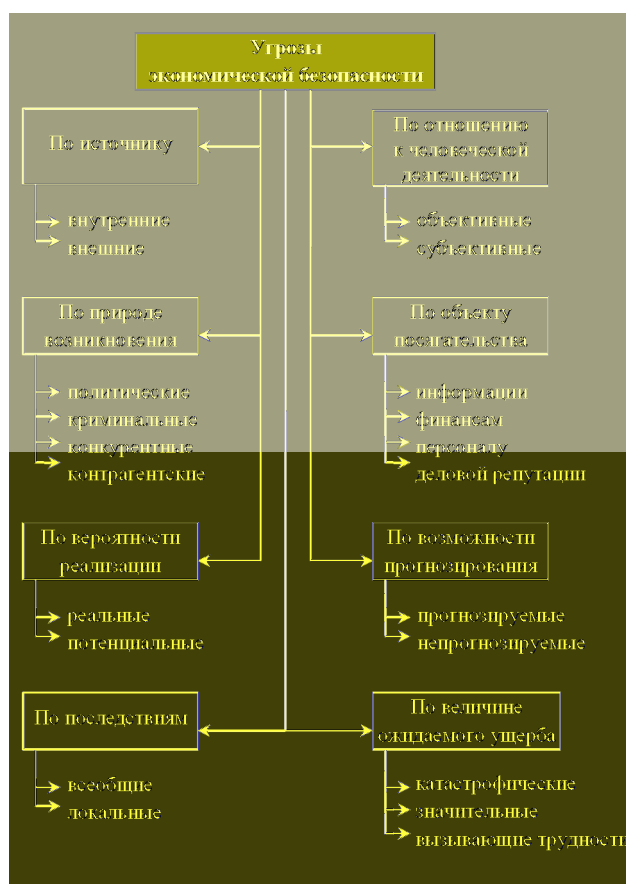 Угрозы
экономической безопасности
По источнику
внутренние
внешние
По отношению
к человеческой
деятельности
объективные
субъективные
По природе
возникновения
политические
криминальные
конкурентные
контрагентские
По объекту
посягательства
информации
финансам
персоналу
деловой репутации
По вероятности
реализации
реальные
потенциальные
По возможности
прогнозирования
прогнозируемые
непрогнозируемые
По последствиям
всеобщие
локальные
По величине
ожидаемого ущерба
катастрофические
значительные
вызывающие трудности